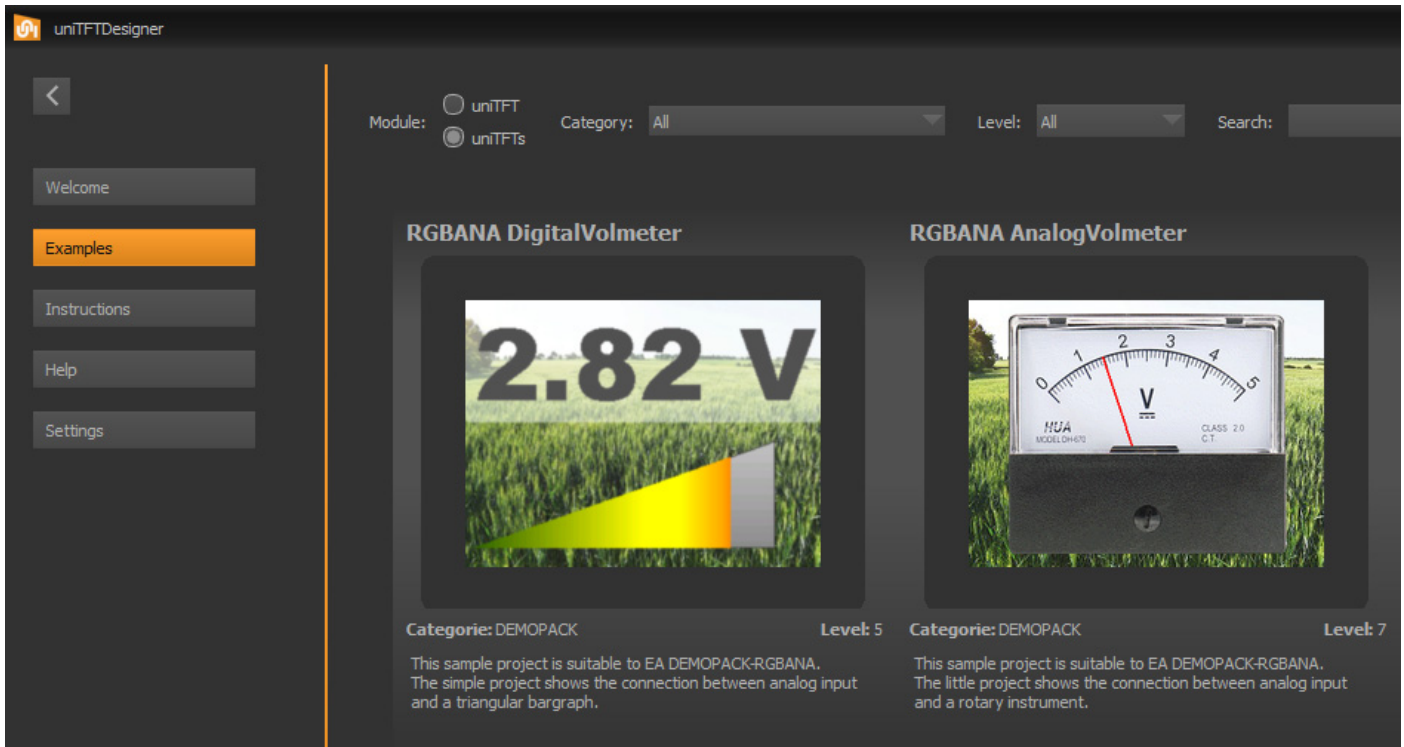 uniTFTDesigner
Module:
uniTFT
uniTFTs
Category:
All
Level:
All
Search:
Welcome
Examples
Instructions
Help
Settings
RGBANA DigitalVolmeter
2.82 V
Categorie: DEMOPACK
Level: 5
This sample project is suitable to EA DEMOPACK-RGBANA.
The simple project shows the connection between analog input
and a triangular bargraph.
RGBANA AnalogVolmeter
0 1 2 3 4 5
V
HUA
MODEL DH-670
CLASS 2.0
C.T.
Categorie: DEMOPACK
Level: 7
This sample project is suitable to EA DEMOPACK-RGBANA.
The little project shows the connection between analog input
and a rotary instrument.